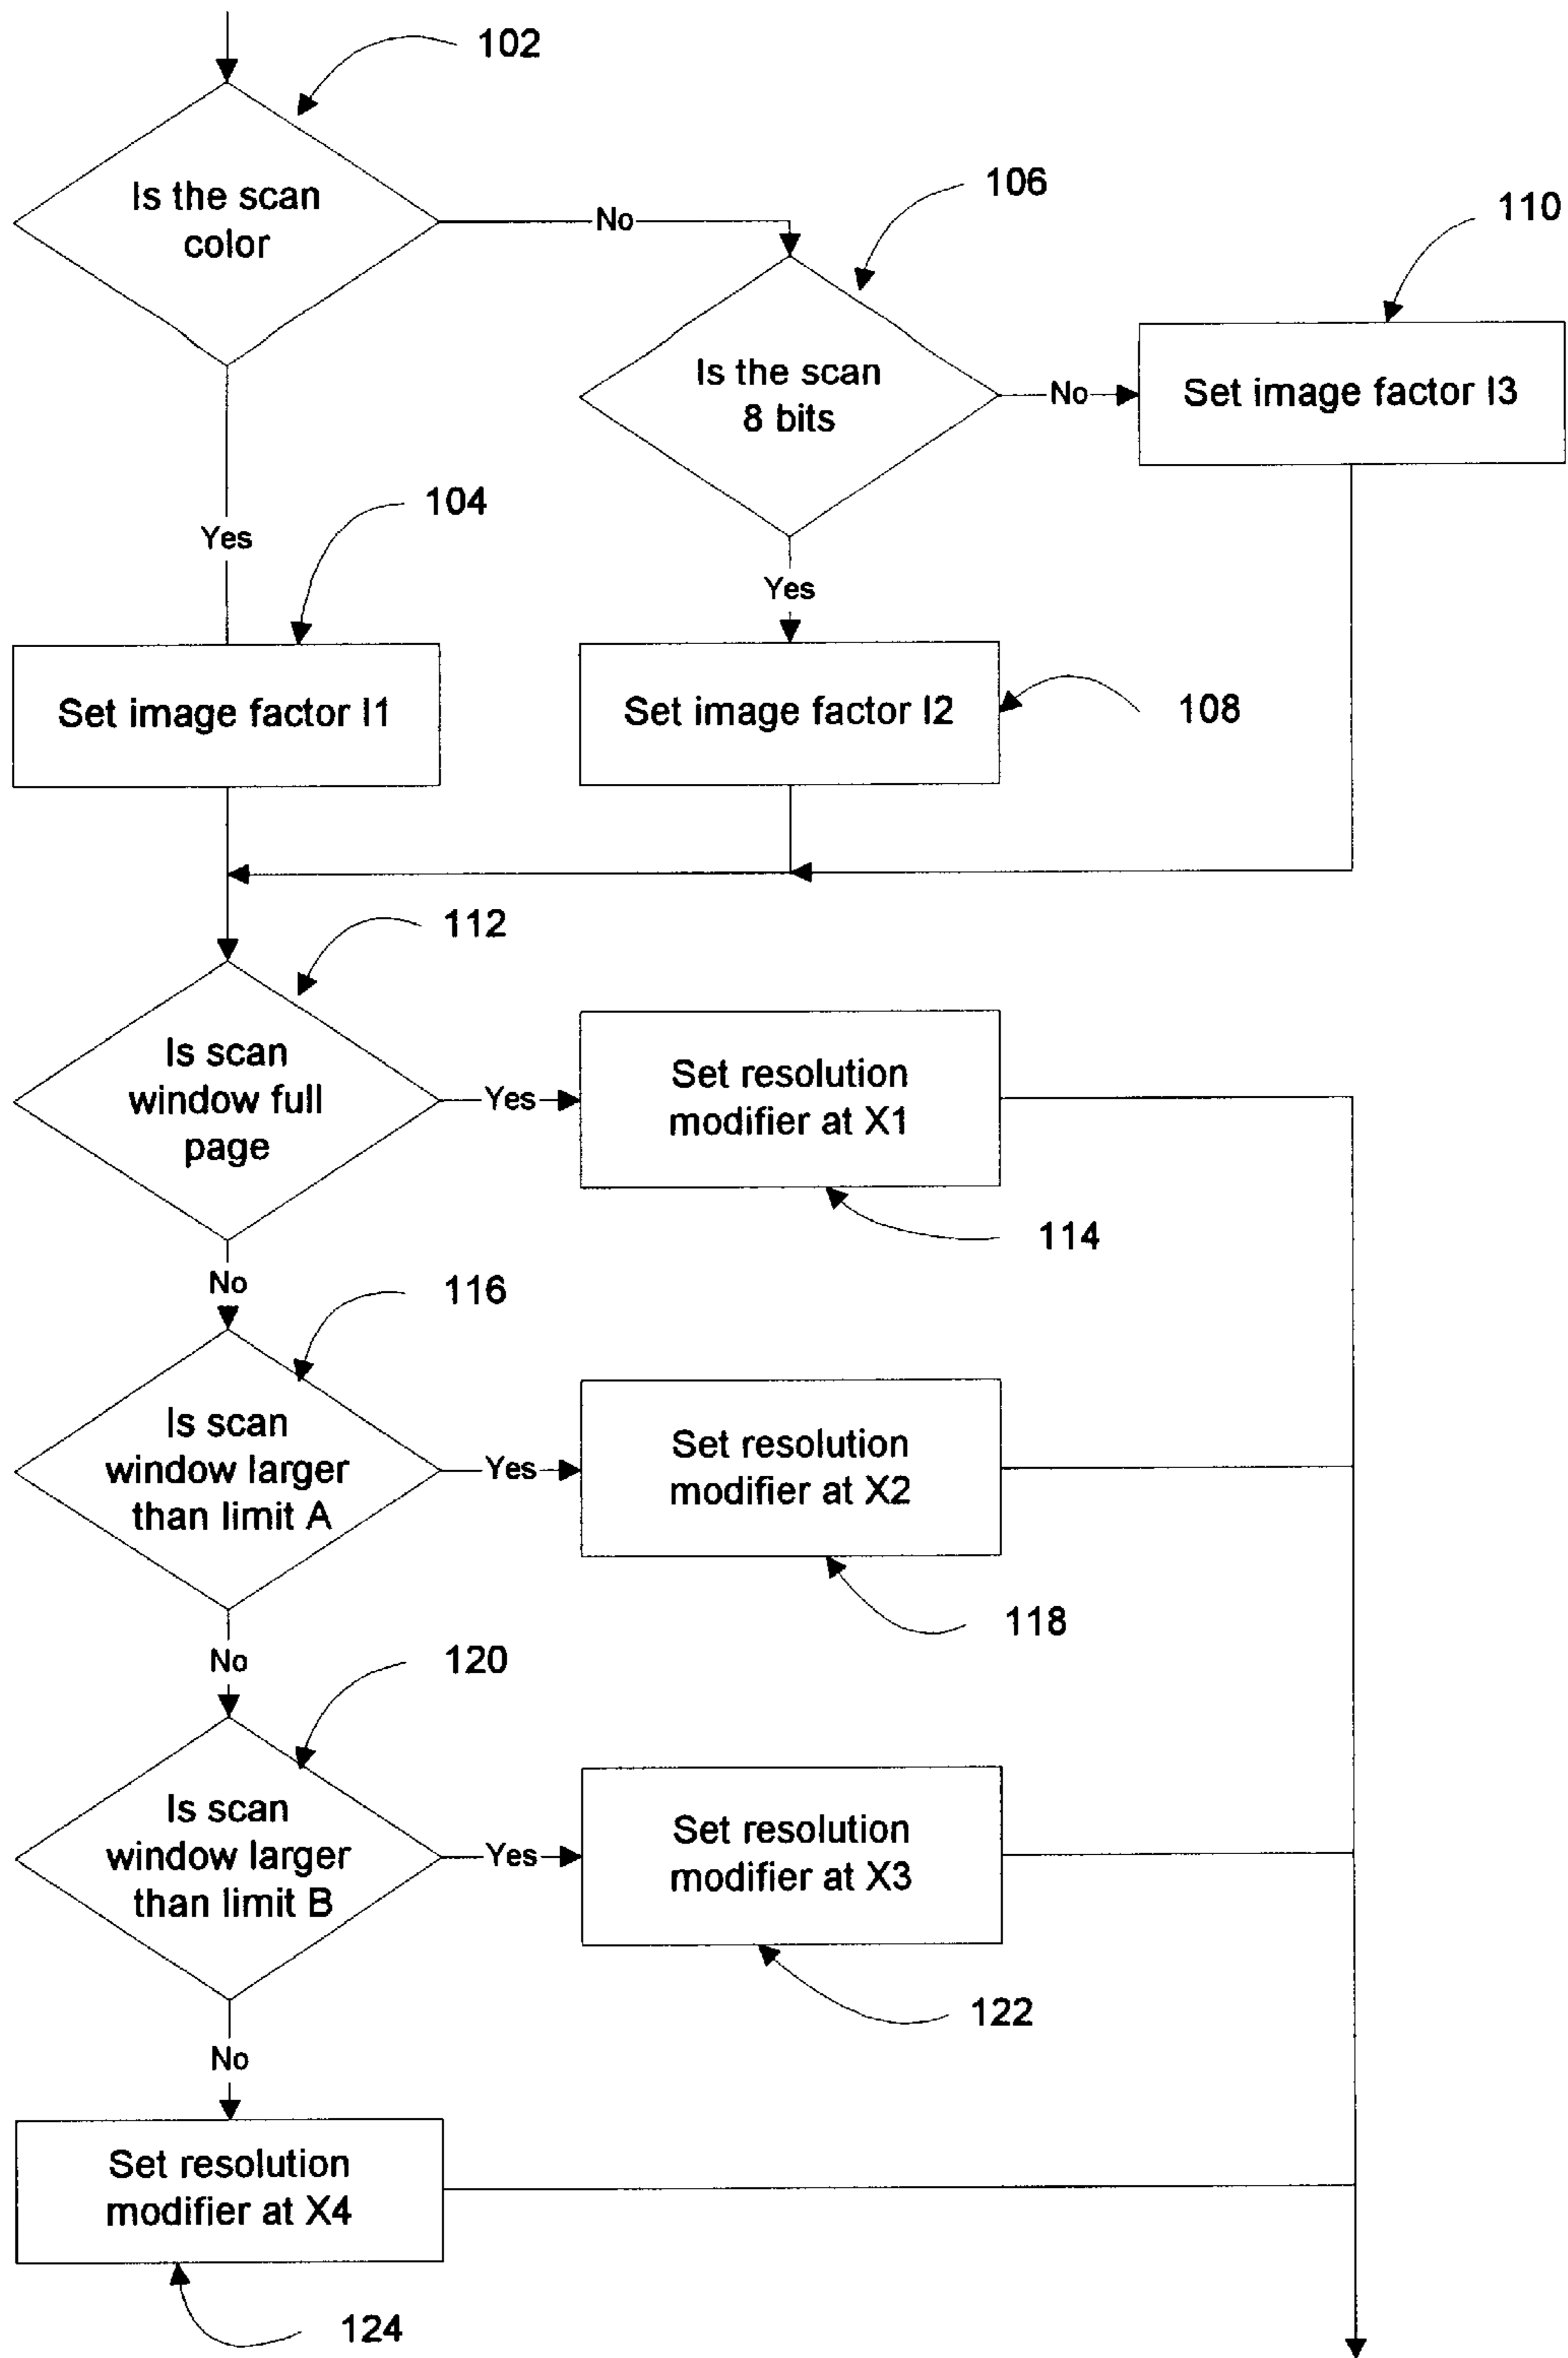 102
Is the scan
color
No
106
110
Is the scan
8 bits
No
Set image factor I3
Yes
104
Yes
Set image factor I1
Set image factor I2
108
112
Is scan
window full
page
Yes
Set resolution
modifier at X1
114
No
116
Is scan
window larger
than limit A
Yes
Set resolution
modifier at X2
118
No
120
Is scan
window larger
than limit B
Yes
Set resolution
modifier at X3
122
No
Set resolution
modifier at X4
124